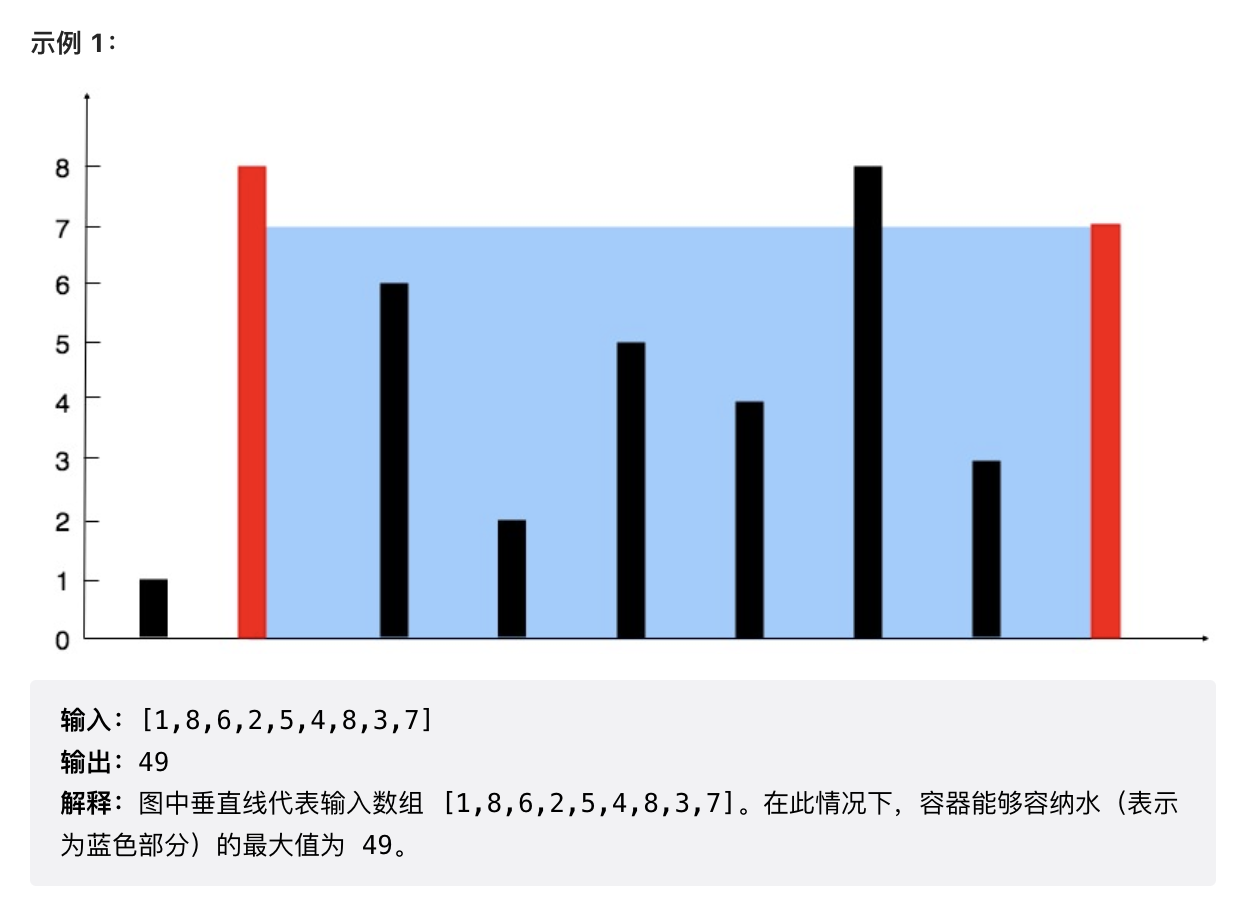 示例 1：
8
7
6
5
4
3
2
1
0
输入：[1,8,6,2,5,4,8,3,7]
输出：49
解释：图中垂直线代表输入数组 [1,8,6,2,5,4,8,3,7]。在此情况下，容器能够容纳水（表示
为蓝色部分）的最大值为 49。